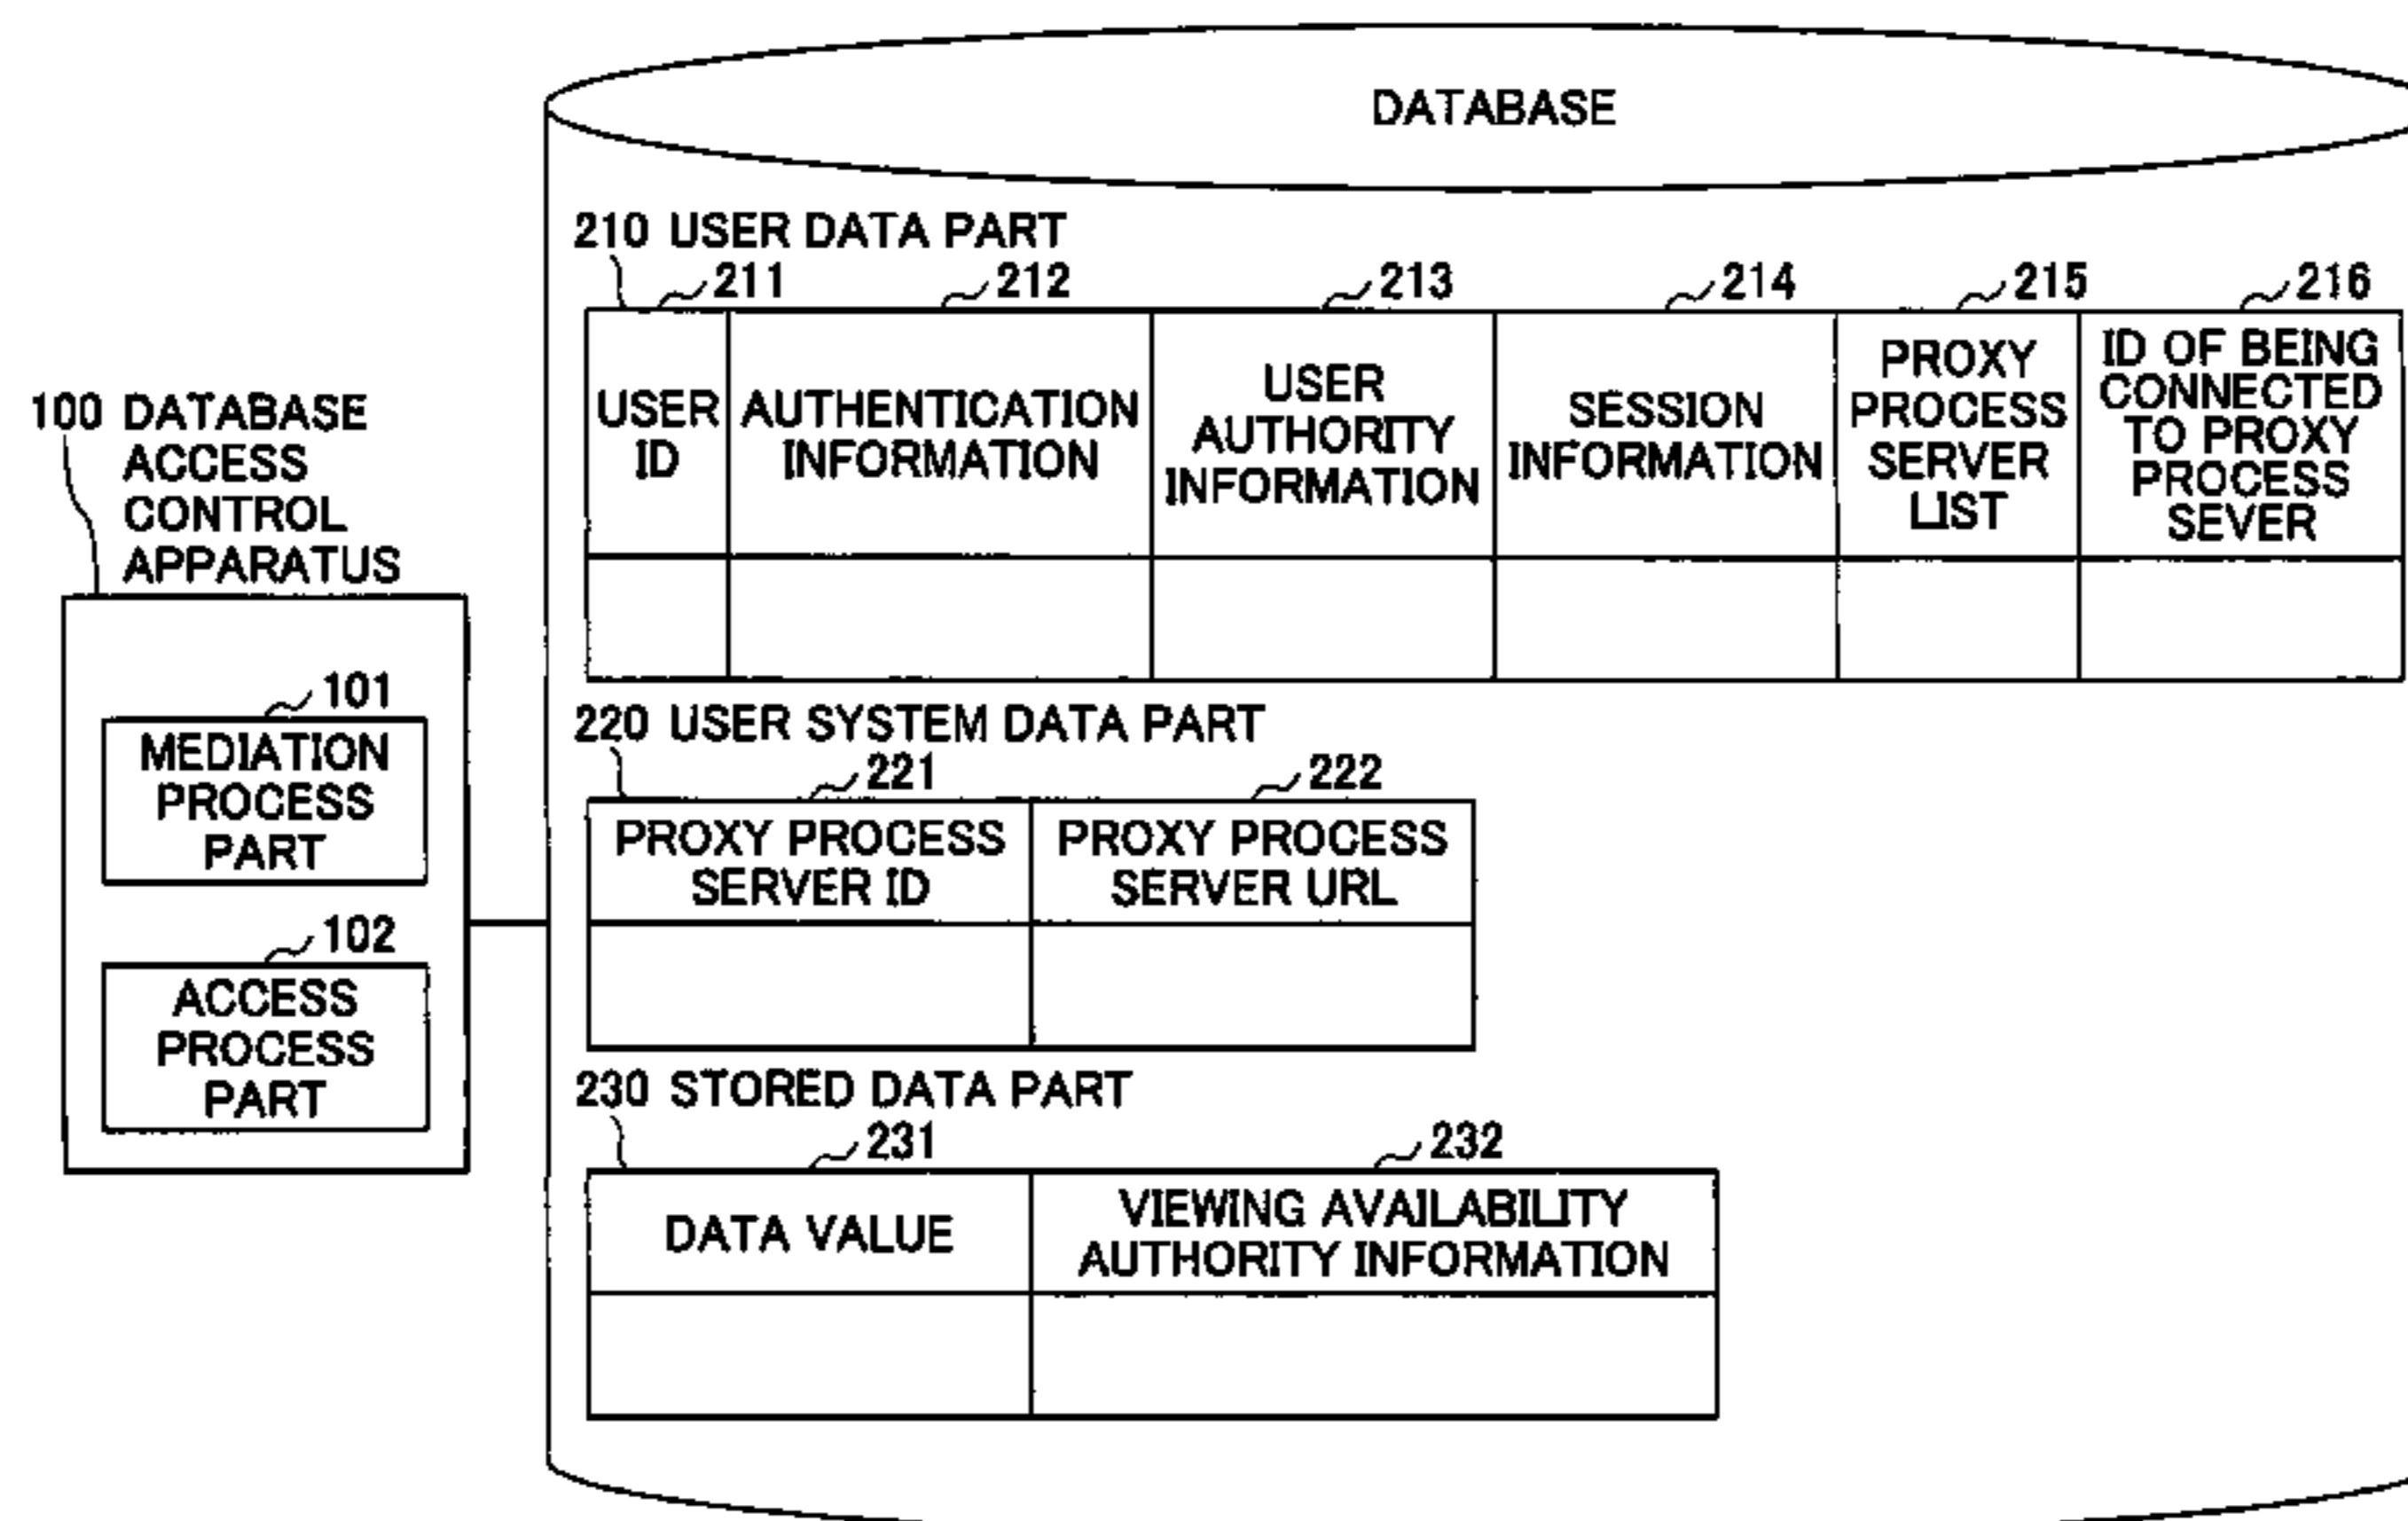 DATABASE
210 USER DATA PART
211 212 213 214 215 216
USER
ID
AUTHENTICATION
INFORMATION
USER
AUTHORITY
INFORMATION
SESSION
INFORMATION
PROXY
PROCESS
SERVER
LIST
ID OF BEING
CONNECTED
TO PROXY
PROCESS
SEVER
100 DATABASE
ACCESS
CONTROL
APPARATUS
101
MEDIATION
PROCESS
PART
102
ACCESS
PROCESS
PART
220 USER SYSTEM DATA PART
221 222
PROXY PROCESS
SERVER ID
PROXY PROCESS
SERVER URL
230 STORED DATA PART
231 232
DATA VALUE
VIEWING AVAILABILITY
AUTHORITY INFORMATION